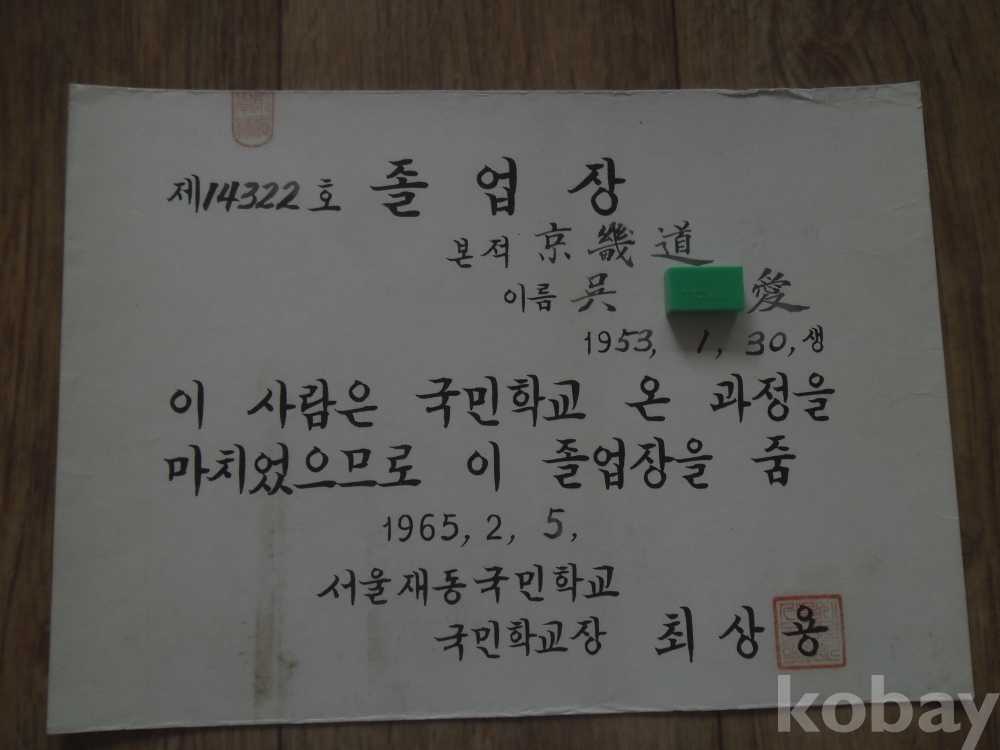 제14322호 졸업장
본적 京畿道
이름 吳 愛
1953, 1, 30, 생
이 사람은 국민학교 온 과정을
마치었으므로 이 졸업장을 줌
1965, 2, 5,
서울재동국민학교
국민학교장 최상용
kobay